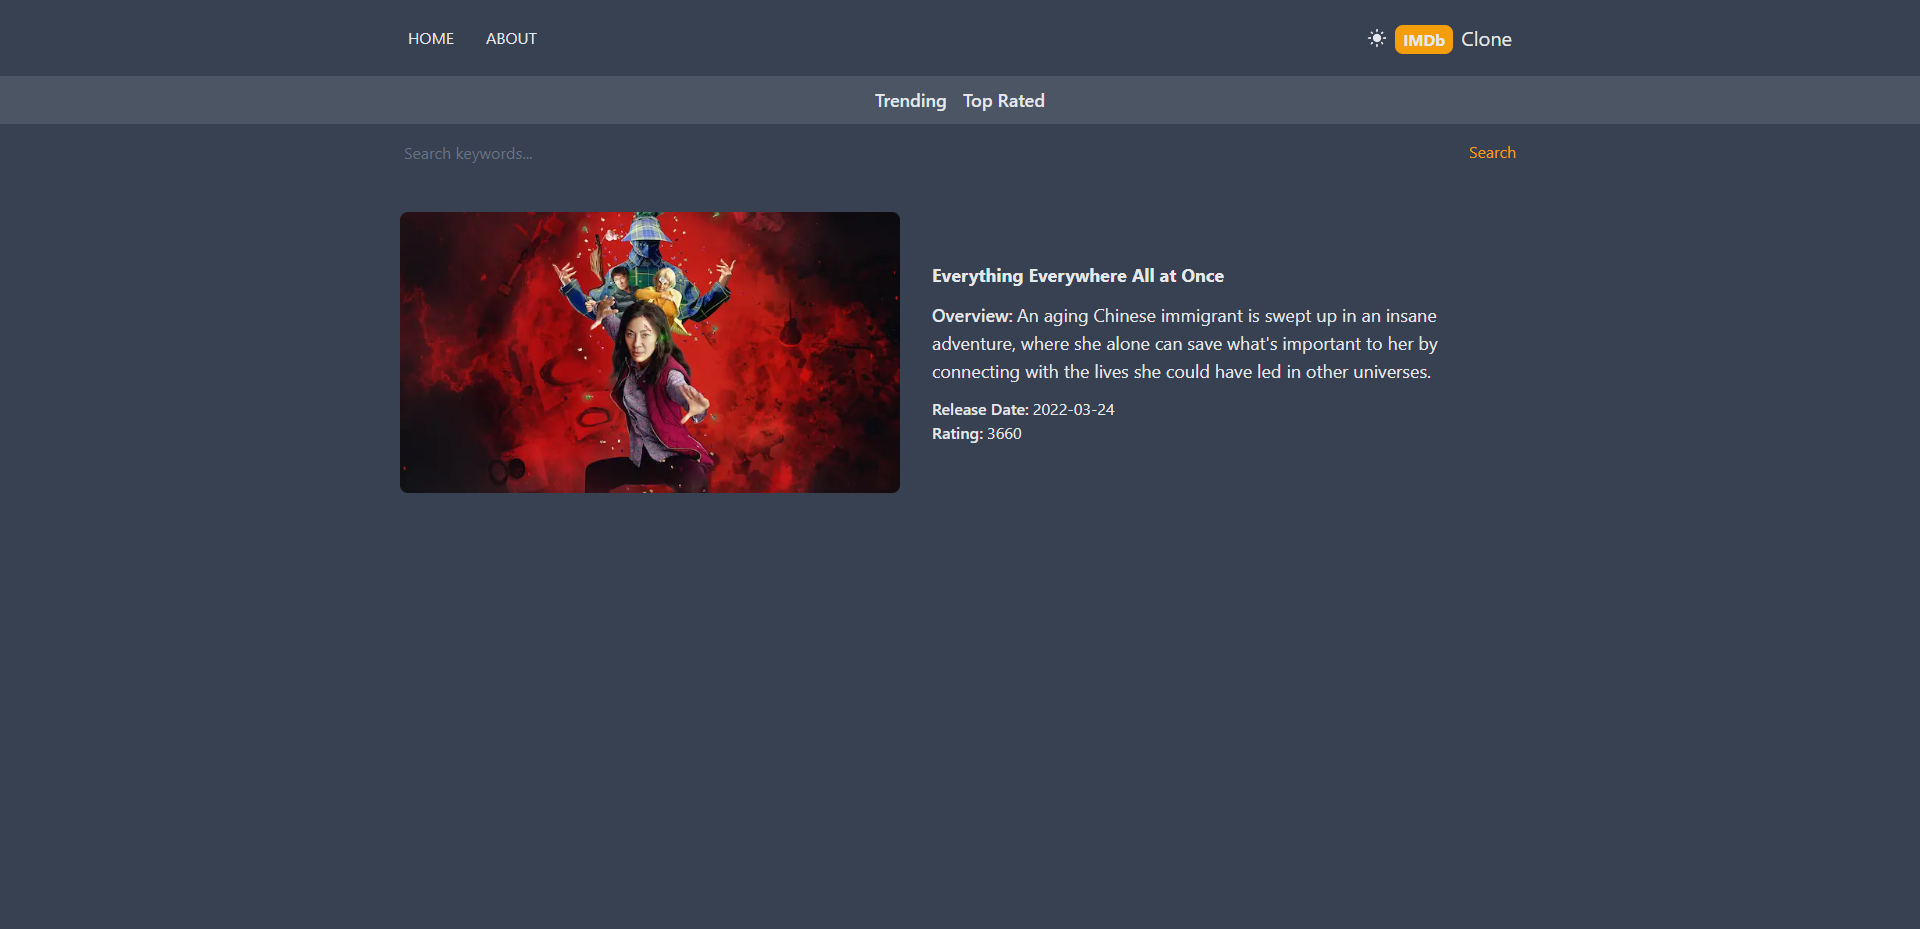 HOME ABOUT IMDb Clone
Trending Top Rated
Search keywords... Search
Everything Everywhere All at Once
Overview: An aging Chinese immigrant is swept up in an insane
adventure, where she alone can save what's important to her by
connecting with the lives she could have led in other universes.
Release Date: 2022-03-24
Rating: 3660